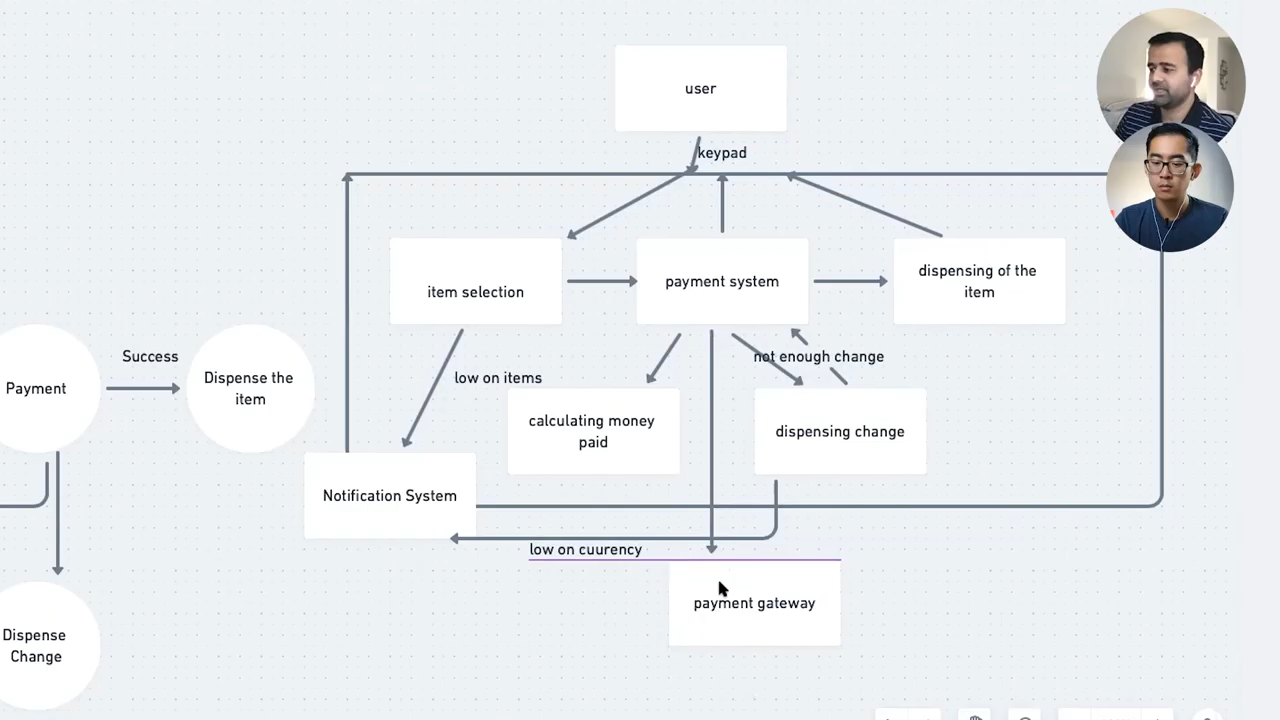 user
keypad
dispensing of the
item
item selection
payment system
Success
not enough change
Payment
Dispense the
item
low on items
calculating money
paid
dispensing change
Notification System
low on cuurency
payment gateway
Dispense
Change